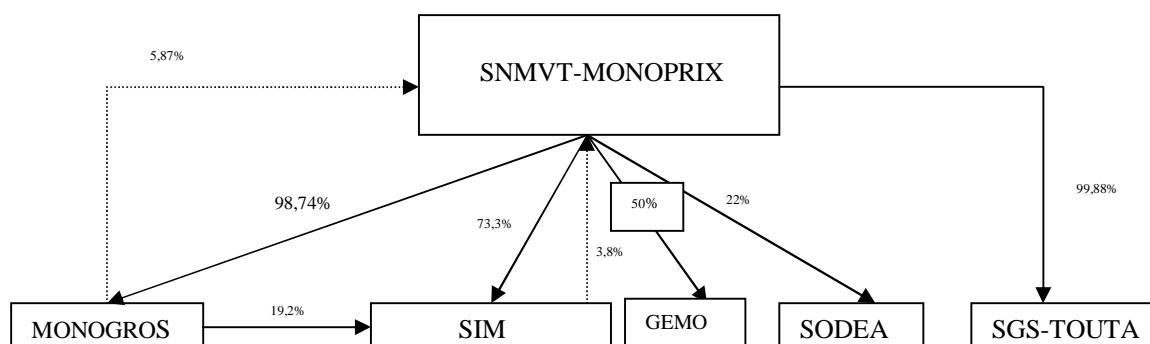 5,87%
SNMVT-MONOPRIX
98,74%
73,3%
3,8%
50%
22%
99,88%
MONOGROS
19,2%
SIM
GEMO
SODEA
SGS-TOUTA